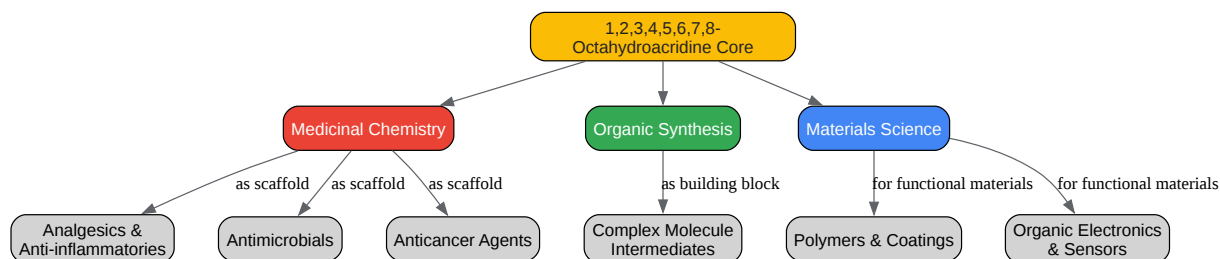 1,2,3,4,5,6,7,8-
Octahydroacridine Core
Medicinal Chemistry
Organic Synthesis
Materials Science
as scaffold
as scaffold
as scaffold
as building block
for functional materials
for functional materials
Analgesics &
Anti-inflammatories
Antimicrobials
Anticancer Agents
Complex Molecule
Intermediates
Polymers & Coatings
Organic Electronics
& Sensors